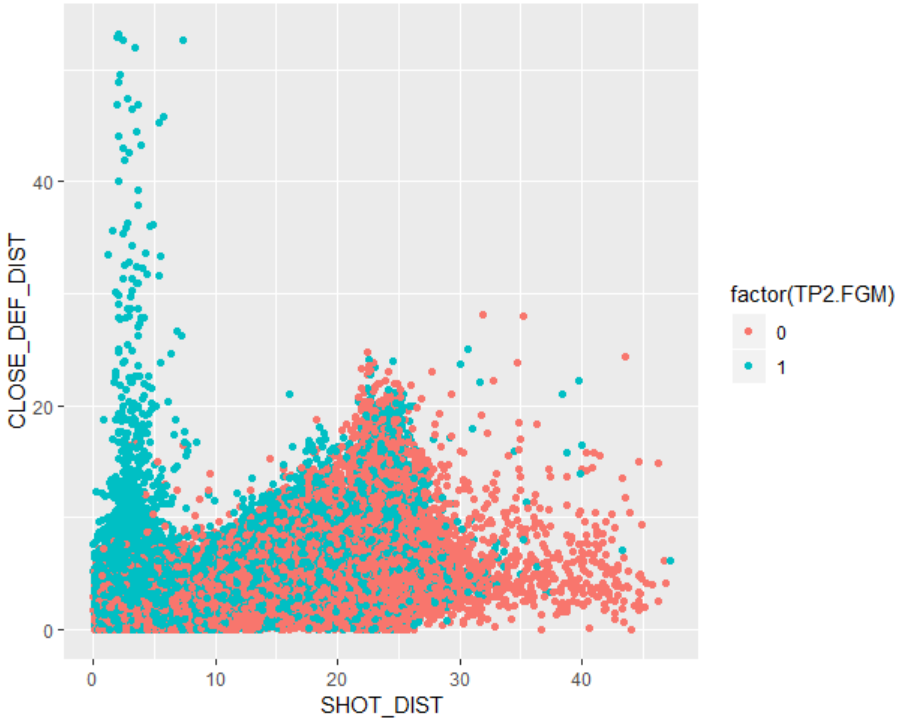 40
20
0
CLOSE_DEF_DIST
0 10 20 30 40
SHOT_DIST
factor(TP2.FGM)
0
1